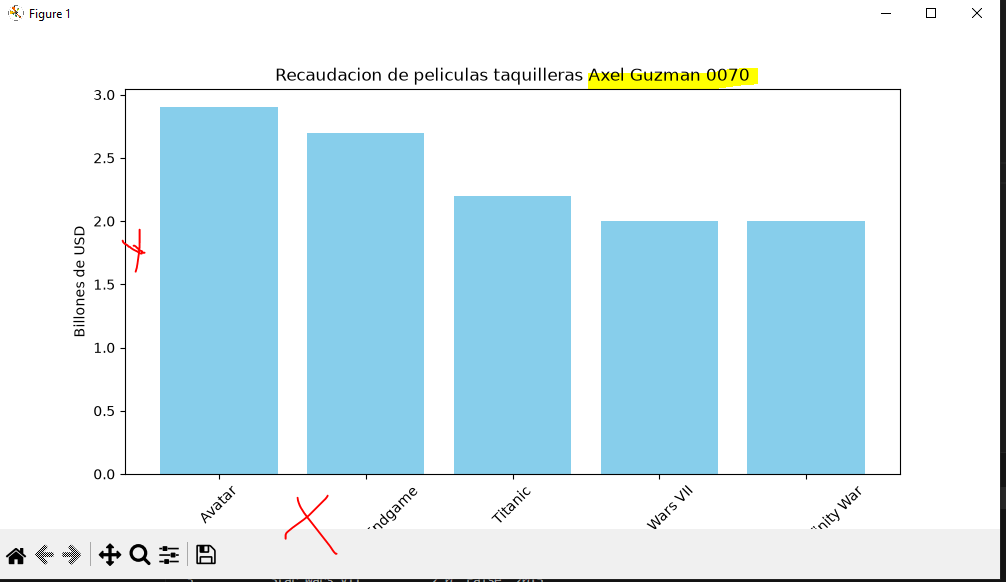 Figure 1
Recaudacion de peliculas taquilleras Axel Guzman 0070
3.0
2.5
2.0
1.5
1.0
0.5
0.0
Billones de USD
Y
X
Avatar
ndgame
Titanic
Wars VII
inity War